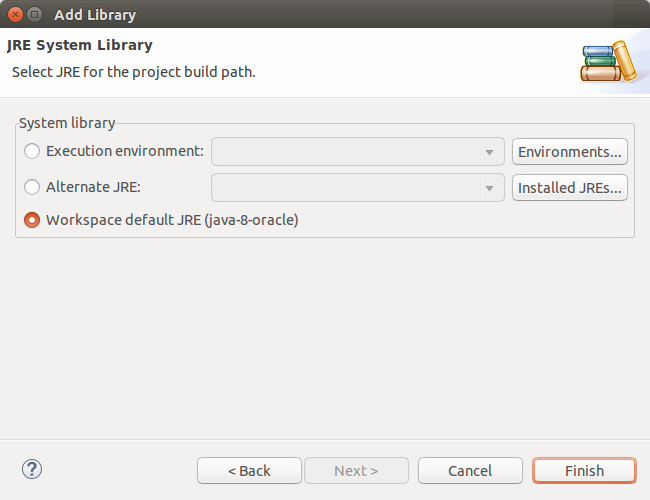 Add Library
JRE System Library
Select JRE for the project build path.
System library
Execution environment: Environments...
Alternate JRE: Installed JREs...
Workspace default JRE (java-8-oracle)
? < Back Next > Cancel Finish